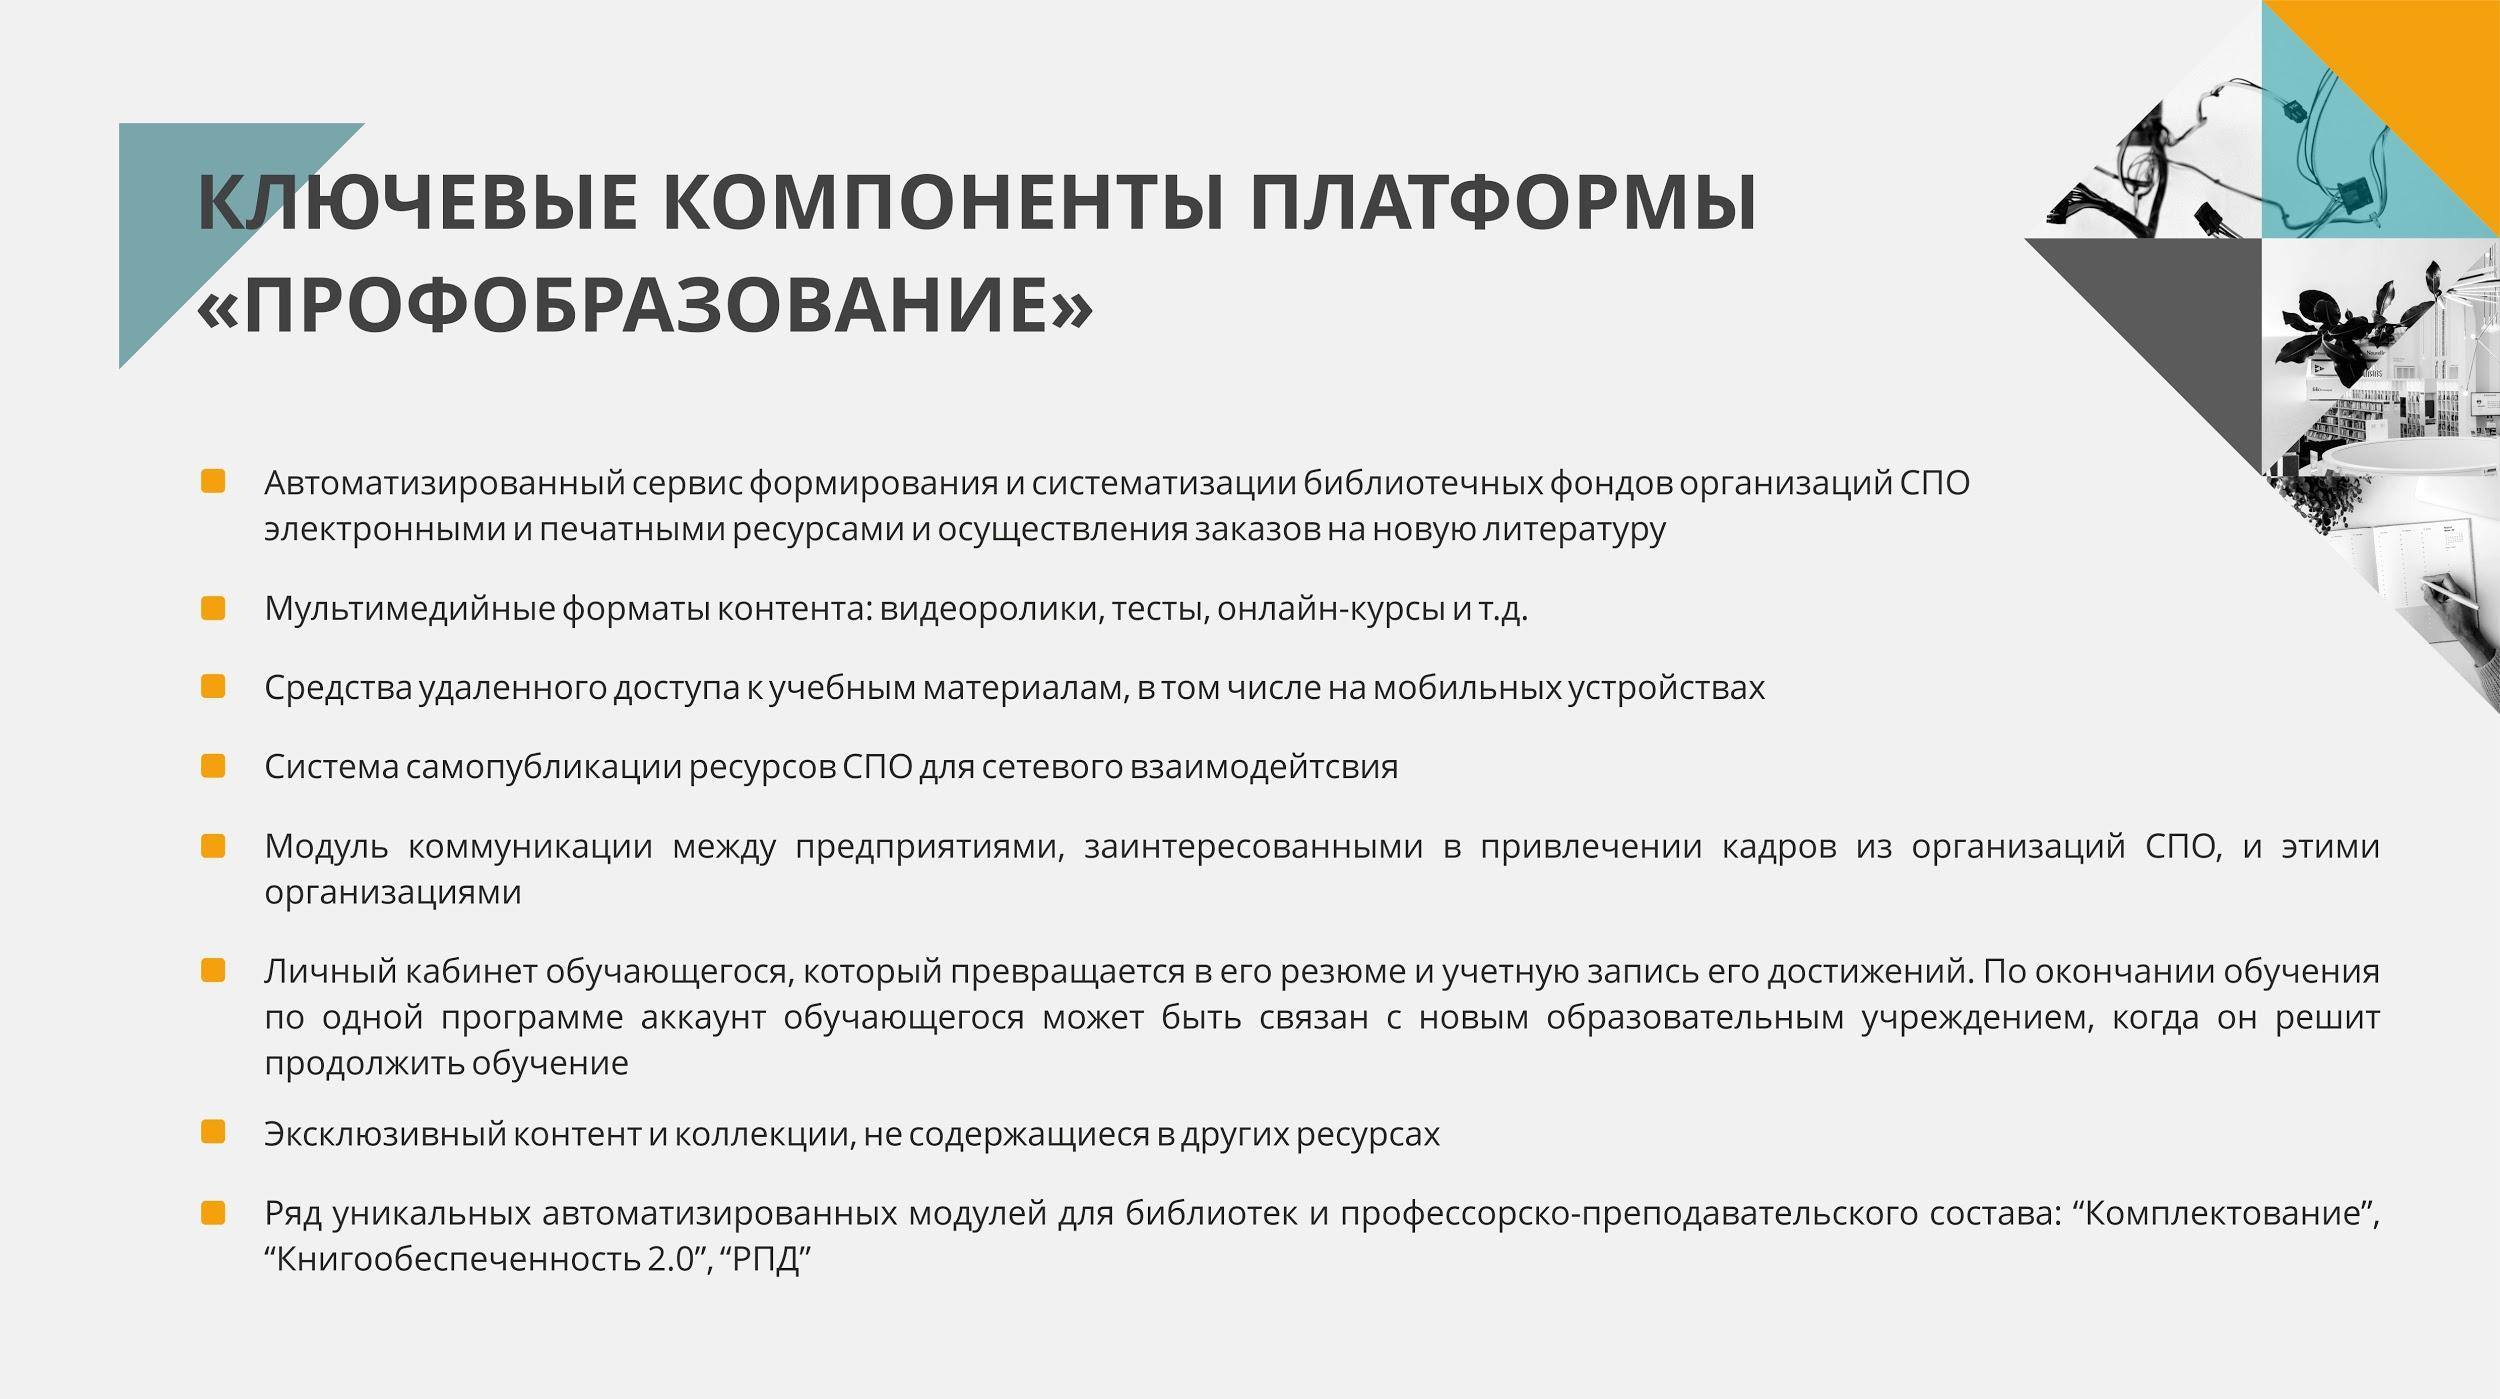 КЛЮЧЕВЫЕ КОМПОНЕНТЫ ПЛАТФОРМЫ
«ПРОФОБРАЗОВАНИЕ»
Автоматизированный сервис формирования и систематизации библиотечных фондов организаций СПО
электронными и печатными ресурсами и осуществления заказов на новую литературу
Мультимедийные форматы контента: видеоролики, тесты, онлайн-курсы и т.д.
Средства удаленного доступа к учебным материалам, в том числе на мобильных устройствах
Система самопубликации ресурсов СПО для сетевого взаимодейтсвия
Модуль коммуникации между предприятиями, заинтересованными в привлечении кадров из организаций СПО, и этими
организациями
Личный кабинет обучающегося, который превращается в его резюме и учетную запись его достижений. По окончании обучения
по одной программе аккаунт обучающегося может быть связан с новым образовательным учреждением, когда он решит
продолжить обучение
Эксклюзивный контент и коллекции, не содержащиеся в других ресурсах
Ряд уникальных автоматизированных модулей для библиотек и профессорско-преподавательского состава: “Комплектование”,
“Книгообеспеченность 2.0”, “РПД”